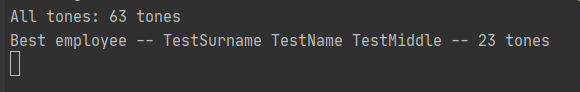 All tones: 63 tones
Best employee -- TestSurname TestName TestMiddle -- 23 tones